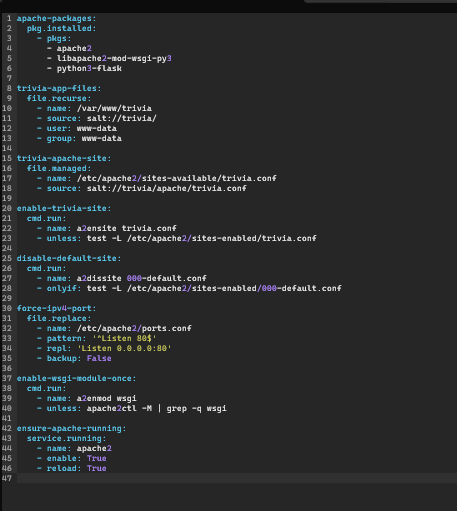 1 apache-packages:
2   pkg.installed:
3     - pkgs:
4       - apache2
5       - libapache2-mod-wsgi-py3
6       - python3-flask
7
8 trivia-app-files:
9   file.recurse:
10     - name: /var/www/trivia
11     - source: salt://trivia/
12     - user: www-data
13     - group: www-data
14
15 trivia-apache-site:
16   file.managed:
17     - name: /etc/apache2/sites-available/trivia.conf
18     - source: salt://trivia/apache/trivia.conf
19
20 enable-trivia-site:
21   cmd.run:
22     - name: a2ensite trivia.conf
23     - unless: test -L /etc/apache2/sites-enabled/trivia.conf
24
25 disable-default-site:
26   cmd.run:
27     - name: a2dissite 000-default.conf
28     - onlyif: test -L /etc/apache2/sites-enabled/000-default.conf
29
30 force-ipv4-port:
31   file.replace:
32     - name: /etc/apache2/ports.conf
33     - pattern: '^Listen 80$'
34     - repl: 'Listen 0.0.0.0:80'
35     - backup: False
36
37 enable-wsgi-module-once:
38   cmd.run:
39     - name: a2enmod wsgi
40     - unless: apache2ctl -M | grep -q wsgi
41
42 ensure-apache-running:
43   service.running:
44     - name: apache2
45     - enable: True
46     - reload: True
47